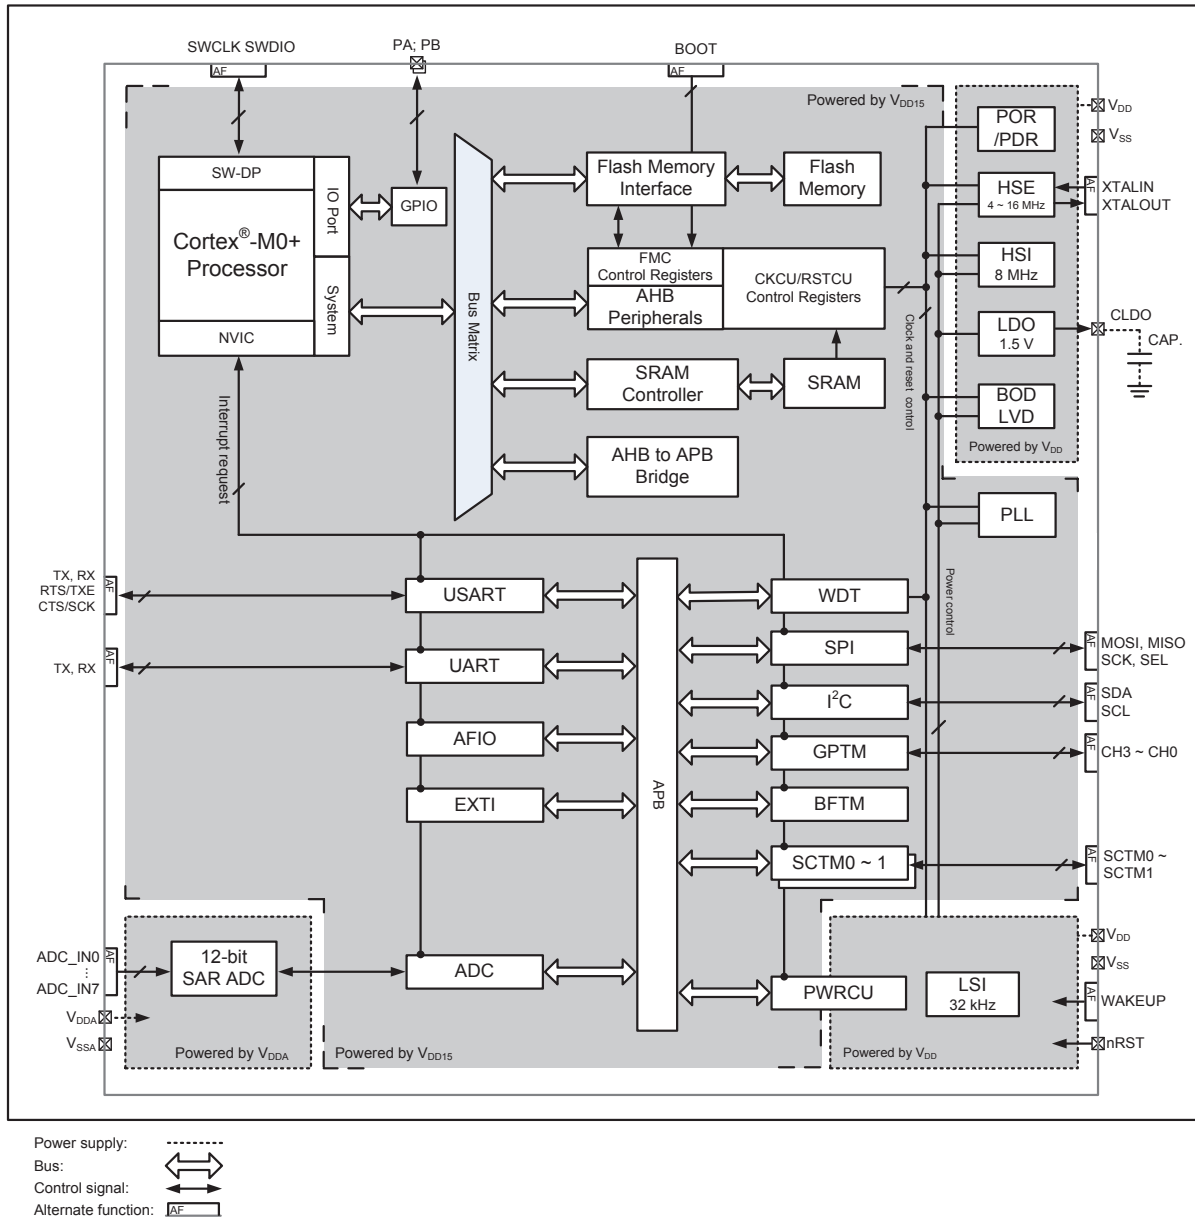 SWCLK SWDIO
PA; PB
BOOT
AF
AF
Powered by VDD15
POR
/PDR
VDD
VSS
SW-DP
IO Port
GPIO
Cortex®-M0+
Processor
System
NVIC
Bus Matrix
Flash Memory
Interface
Flash
Memory
HSE
4 ~ 16 MHz
AF
XTALIN
XTALOUT
FMC
Control Registers
AHB
Peripherals
CKCU/RSTCU
Control Registers
HSI
8 MHz
Clock and reset control
LDO
1.5 V
CLDO
CAP.
SRAM
Controller
SRAM
BOD
LVD
Powered by VDD
Interrupt request
AHB to APB
Bridge
PLL
Power control
TX, RX
RTS/TXE
CTS/SCK
AF
USART
WDT
TX, RX
AF
UART
SPI
AF
MOSI, MISO
SCK, SEL
I2C
AF
SDA
SCL
AFIO
APB
GPTM
AF
CH3 ~ CH0
EXTI
BFTM
SCTM0 ~ 1
AF
SCTM0 ~
SCTM1
ADC_IN0
⋮
ADC_IN7
AF
12-bit
SAR ADC
ADC
VDD
VSS
PWRCU
LSI
32 kHz
AF
WAKEUP
VDDA
VSSA
Powered by VDDA
Powered by VDD15
Powered by VDD
nRST
Power supply:
Bus:
Control signal:
Alternate function: AF